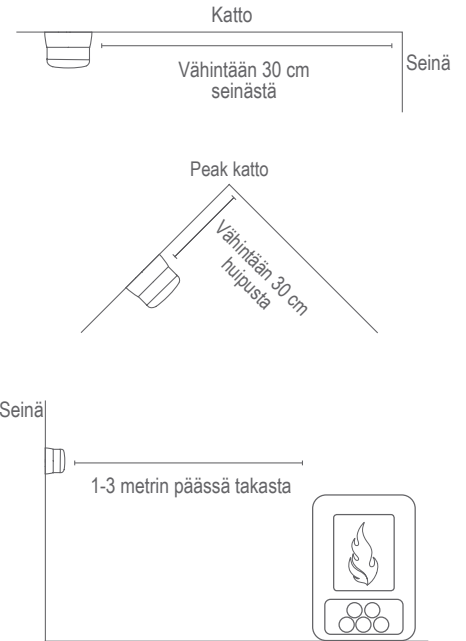 Katto
Vähintään 30 cm
seinästä
Seinä
Peak katto
Vähintään 30 cm
huipusta
Seinä
1-3 metrin päässä takasta